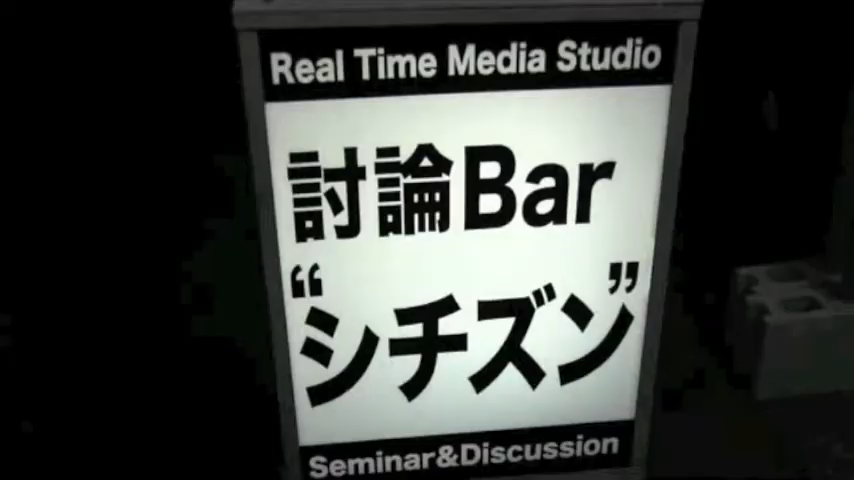 Real Time Media Studio
討論Bar
“シチズン”
Seminar&Discussion